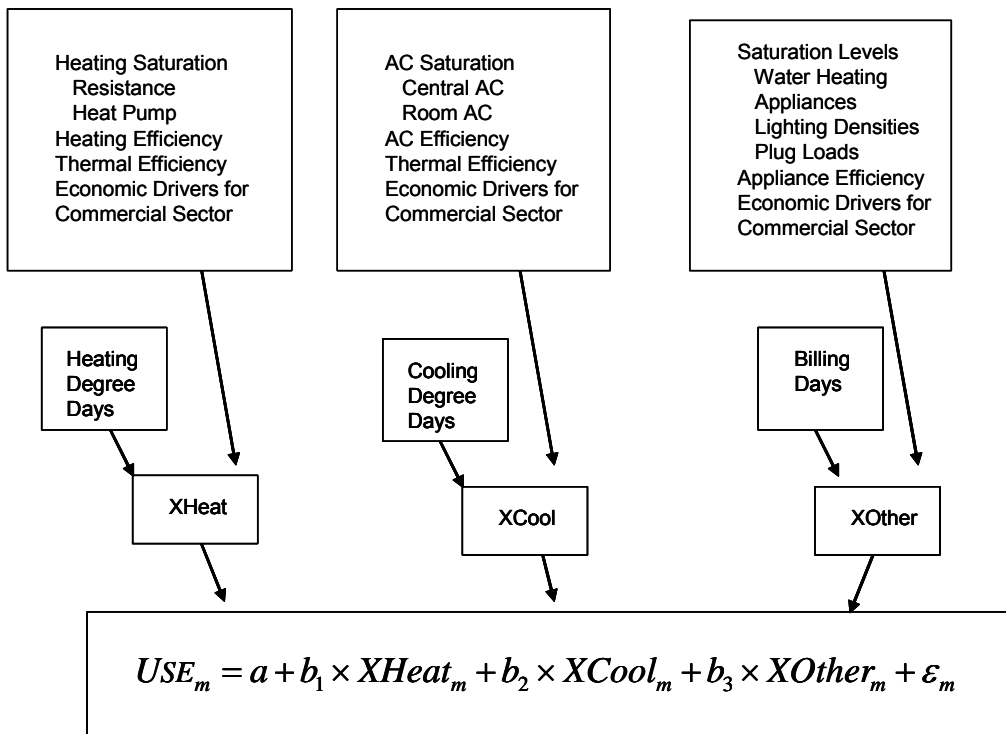 Heating Saturation
Resistance
Heat Pump
Heating Efficiency
Thermal Efficiency
Economic Drivers for
Commercial Sector
AC Saturation
Central AC
Room AC
AC Efficiency
Thermal Efficiency
Economic Drivers for
Commercial Sector
Saturation Levels
Water Heating
Appliances
Lighting Densities
Plug Loads
Appliance Efficiency
Economic Drivers for
Commercial Sector
Heating
Degree
Days
Cooling
Degree
Days
Billing
Days
XHeat
XCool
XOther
USE_m = a + b_1 × XHeat_m + b_2 × XCool_m + b_3 × XOther_m + ε_m